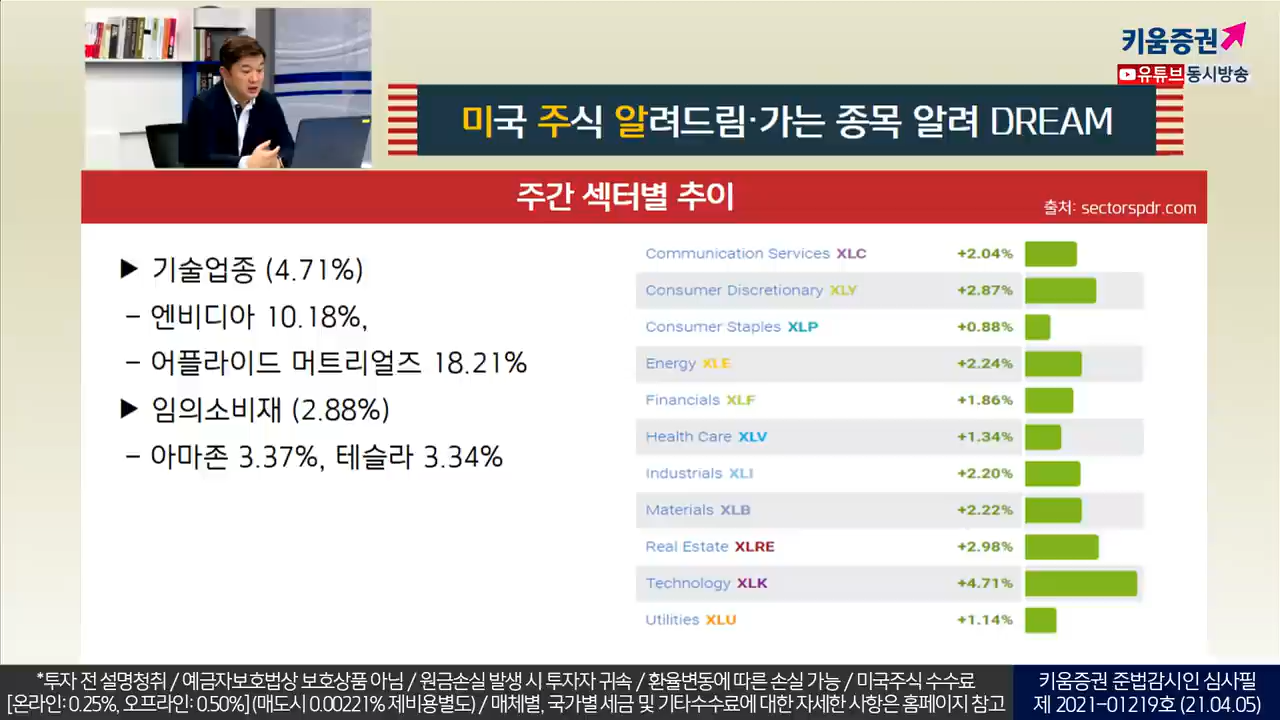 키움증권
유튜브 동시방송
미국 주식 알려드림·가는 종목 알려 DREAM
주간 섹터별 추이
출처: sectorspdr.com
▶ 기술업종 (4.71%)
– 엔비디아 10.18%,
– 어플라이드 머트리얼즈 18.21%
▶ 임의소비재 (2.88%)
– 아마존 3.37%, 테슬라 3.34%
Communication Services XLC +2.04%
Consumer Discretionary XLY +2.87%
Consumer Staples XLP +0.88%
Energy XLE +2.24%
Financials XLF +1.86%
Health Care XLV +1.34%
Industrials XLI +2.20%
Materials XLB +2.22%
Real Estate XLRE +2.98%
Technology XLK +4.71%
Utilities XLU +1.14%
*투자 전 설명청취 / 예금자보호법상 보호상품 아님 / 원금손실 발생 시 투자자 귀속 / 환율변동에 따른 손실 가능 / 미국주식 수수료
[온라인: 0.25%, 오프라인: 0.50%] (매도시 0.00221% 제비용별도) / 매체별, 국가별 세금 및 기타수수료에 대한 자세한 사항은 홈페이지 참고
키움증권 준법감시인 심사필
제 2021-01219호 (21.04.05)